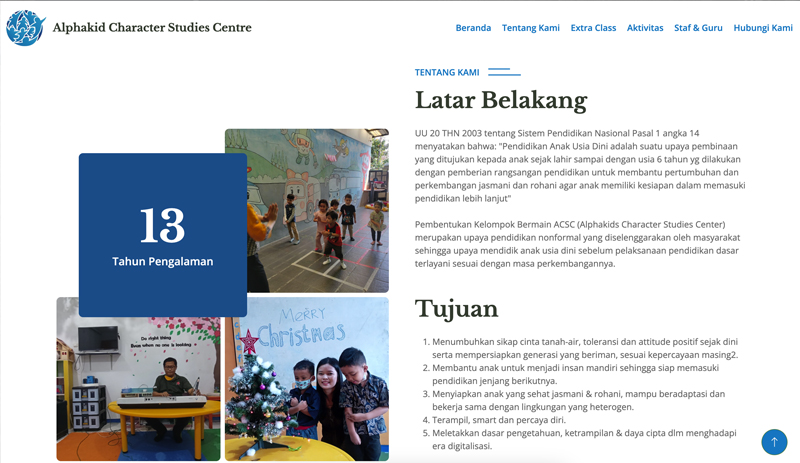 Alphakid Character Studies Centre
Beranda Tentang Kami Extra Class Aktivitas Staf & Guru Hubungi Kami
TENTANG KAMI
Latar Belakang
UU 20 THN 2003 tentang Sistem Pendidikan Nasional Pasal 1 angka 14
menyatakan bahwa: "Pendidikan Anak Usia Dini adalah suatu upaya pembinaan
yang ditujukan kepada anak sejak lahir sampai dengan usia 6 tahun yg dilakukan
dengan pemberian rangsangan pendidikan untuk membantu pertumbuhan dan
perkembangan jasmani dan rohani agar anak memiliki kesiapan dalam memasuki
pendidikan lebih lanjut"
Pembentukan Kelompok Bermain ACSC (Alphakids Character Studies Center)
merupakan upaya pendidikan nonformal yang diselenggarakan oleh masyarakat
sehingga upaya mendidik anak usia dini sebelum pelaksanaan pendidikan dasar
terlayani sesuai dengan masa perkembangannya.
Tujuan
1. Menumbuhkan sikap cinta tanah-air, toleransi dan attitude positif sejak dini
serta mempersiapkan generasi yang beriman, sesuai kepercayaan masing2.
2. Membantu anak untuk menjadi insan mandiri sehingga siap memasuki
pendidikan jenjang berikutnya.
3. Menyiapkan anak yang sehat jasmani & rohani, mampu beradaptasi dan
bekerja sama dengan lingkungan yang heterogen.
4. Terampil, smart dan percaya diri.
5. Meletakkan dasar pengetahuan, ketrampilan & daya cipta dlm menghadapi
era digitalisasi.
13
Tahun Pengalaman
Do right thing
Even when no one is looking
MERRY
Christmas